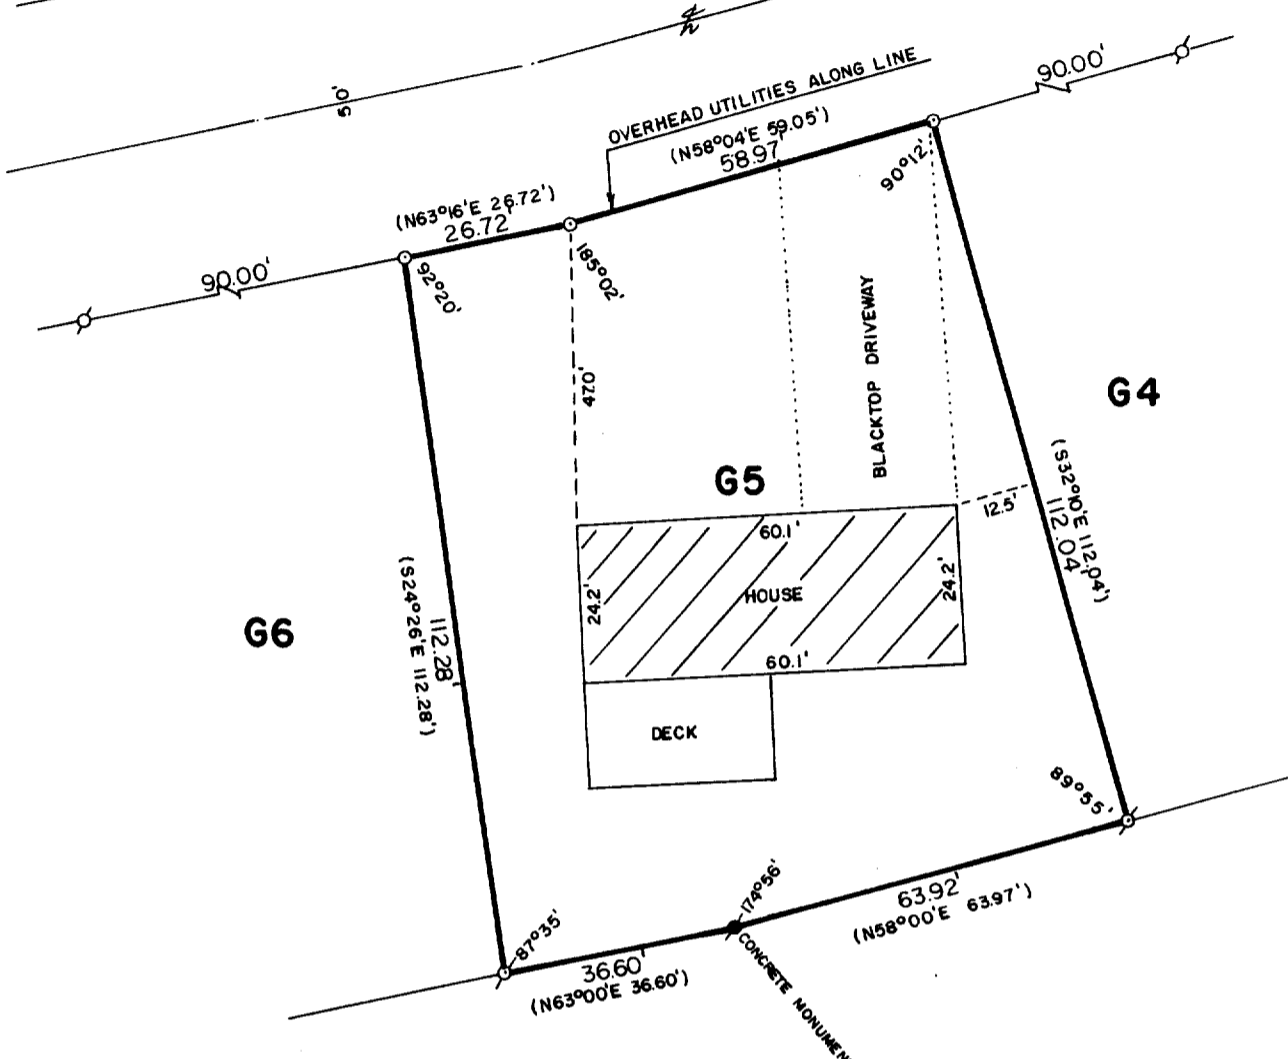 50'
90.00'
OVERHEAD UTILITIES ALONG LINE
(N58°04'E 59.05')
58.97'
90°12'
(N63°16'E 26.72')
26.72'
185°02'
90.00'
92°20'
47.0'
BLACKTOP DRIVEWAY
G4
G5
12.5'
(S32°10'E 112.04')
112.04'
60.1'
24.2'
HOUSE
24.2'
60.1'
G6
112.28'
(S24°26'E 112.28')
DECK
89°55'
174°56'
63.92'
(N58°00'E 63.97')
87°35'
36.60'
(N63°00'E 36.60')
CONCRETE MONUMEN